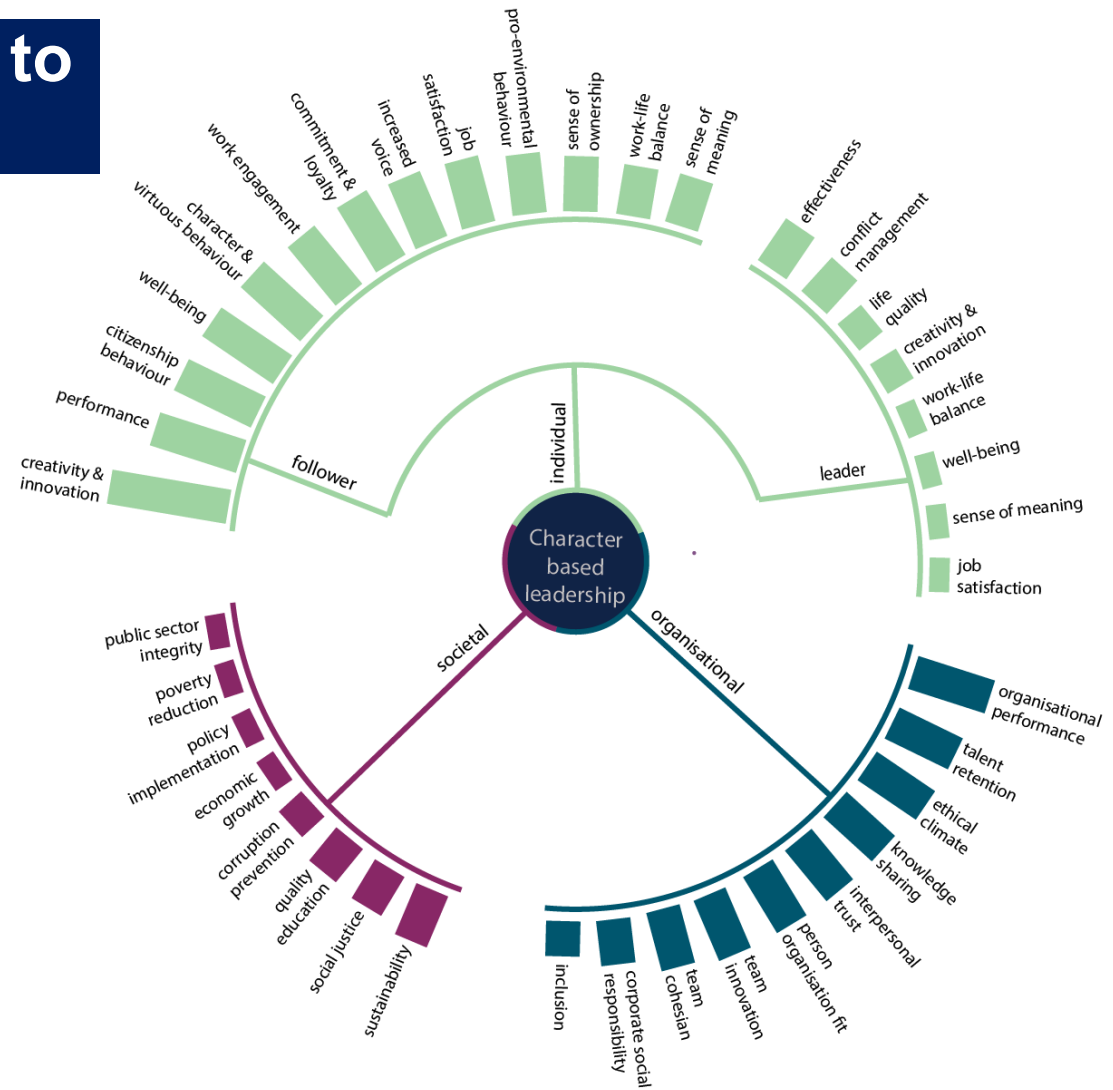 to
creativity &
innovation
performance
citizenship
behaviour
well-being
character &
virtuous behaviour
work engagement
commitment &
loyalty
increased
voice
job
satisfaction
pro-environmental
behaviour
sense of
ownership
work-life
balance
sense of
meaning
effectiveness
conflict
management
life
quality
creativity &
innovation
work-life
balance
well-being
sense of meaning
job
satisfaction
follower
individual
leader
Character
based
leadership
societal
organisational
public sector
integrity
poverty
reduction
policy
implementation
economic
growth
corruption
prevention
quality
education
social justice
sustainability
organisational
performance
talent
retention
ethical
climate
knowledge
sharing
interpersonal
trust
person
organisation fit
team
innovation
team
cohesian
corporate social
responsibility
inclusion